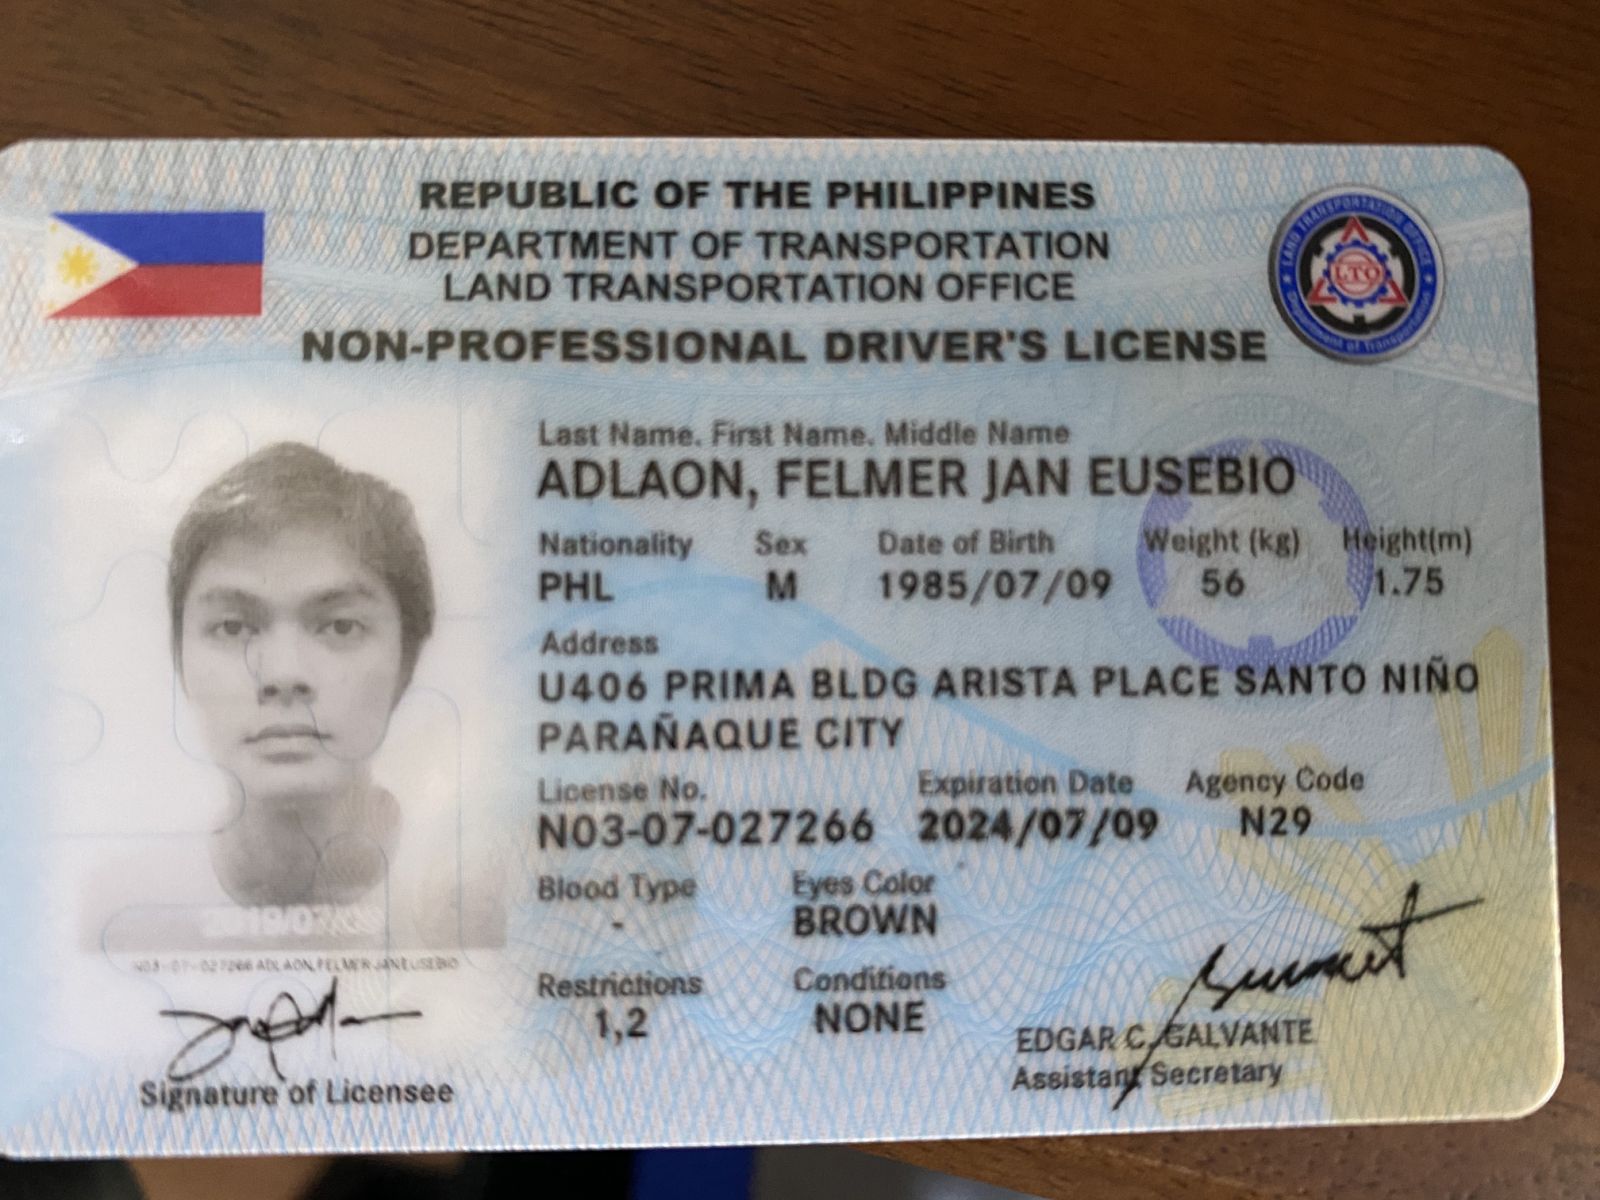 REPUBLIC OF THE PHILIPPINES
DEPARTMENT OF TRANSPORTATION
LAND TRANSPORTATION OFFICE
LAND TRANSPORTATION OFFICE
LTO
Department of Transportation
NON-PROFESSIONAL DRIVER'S LICENSE
Last Name. First Name. Middle Name
ADLAON, FELMER JAN EUSEBIO
Nationality Sex Date of Birth Weight (kg) Height(m)
PHL M 1985/07/09 56 1.75
Address
U406 PRIMA BLDG ARISTA PLACE SANTO NIÑO
PARAÑAQUE CITY
License No. Expiration Date Agency Code
N03-07-027266 2024/07/09 N29
Blood Type Eyes Color
- BROWN
N03-07-027266 ADLAON, FELMER JAN EUSEBIO
Restrictions Conditions
1,2 NONE
EDGAR C. GALVANTE
Assistant Secretary
Signature of Licensee